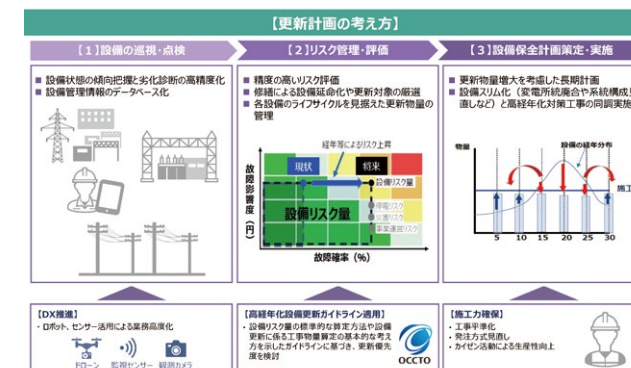 【更新計画の考え方】
【1】設備の巡視・点検
■ 設備状態の傾向把握と劣化診断の高精度化
■ 設備管理情報のデータベース化
【DX推進】
・ロボット、センサー活用による業務高度化
ドローン 監視センサー 観測カメラ
【2】リスク管理・評価
■ 精度の高いリスク評価
■ 修繕による設備延命化や更新対象の厳選
■ 各設備のライフサイクルを見据えた更新物量の
管理
経年等によるリスク上昇
現状
将来
設備リスク量
設備リスク量
停電リスク
災害リスク
事業運営リスク
故障影響度(円)
故障確率(%)
【高経年化設備更新ガイドライン適用】
・設備リスク量の標準的な算定方法や設備
更新に係る工事物量算定の基本的な考え
方を示したガイドラインに基づき、更新優先
度を検討
OCCTO
【3】設備保全計画策定・実施
■ 更新物量増大を考慮した長期計画
■ 設備スリム化(変電所統廃合や系統構成見
直しなど)と高経年化対策工事の同調実施
物量
設備の経年分布
施工
5 10 15 20 25 30
【施工力確保】
・工事平準化
・発注方式見直し
・カイゼン活動による生産性向上